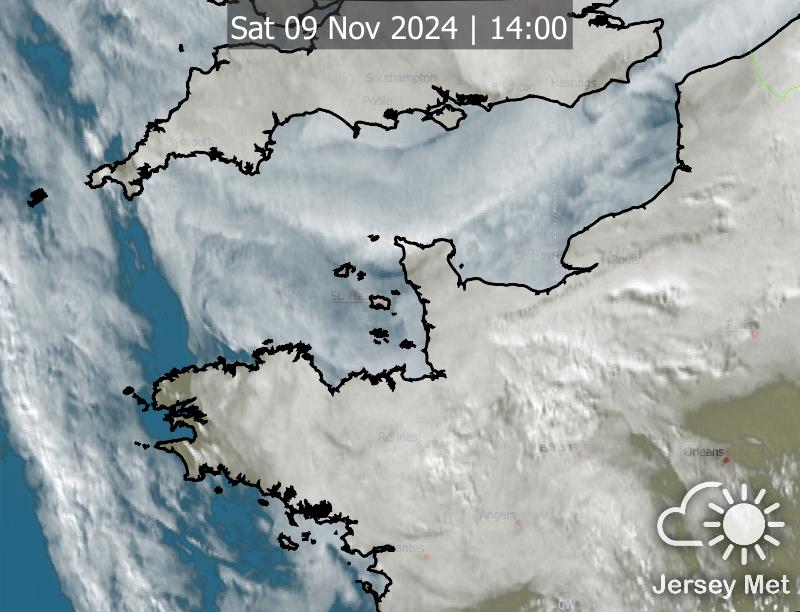 Sat 09 Nov 2024 | 14:00
Southampton
Brighton
Hastings
Poole
Plymouth
Le Havre
Rouen
St. He
Paris
Rennes
Orleans
Angers
Nantes
Jersey Met
0W